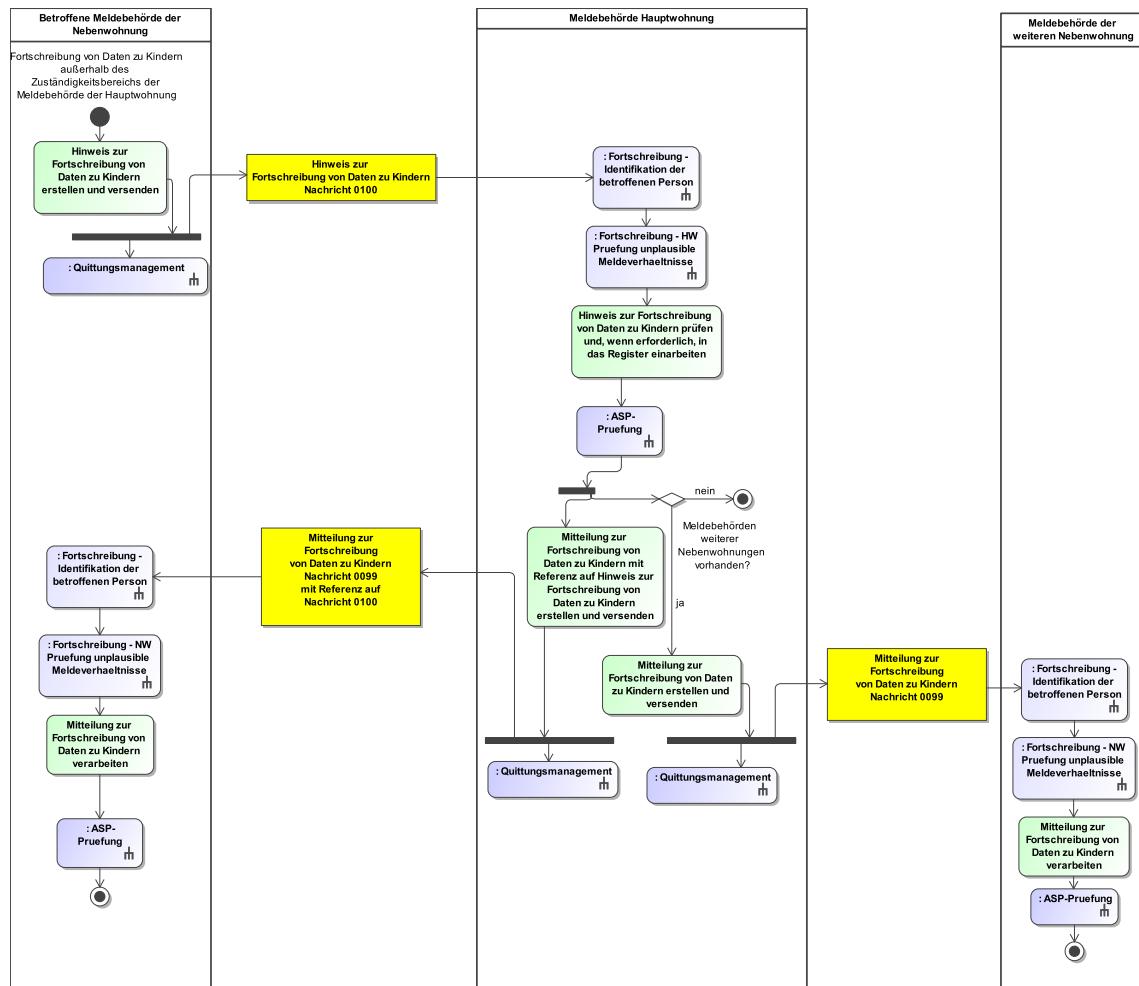 Betroffene Meldebehörde der
Nebenwohnung
Fortschreibung von Daten zu Kindern
außerhalb des
Zuständigkeitsbereichs der
Meldebehörde der Hauptwohnung
Hinweis zur
Fortschreibung von
Daten zu Kindern
erstellen und versenden
: Quittungsmanagement
Hinweis zur
Fortschreibung von Daten zu Kindern
Nachricht 0100
Meldebehörde Hauptwohnung
: Fortschreibung -
Identifikation der
betroffenen Person
: Fortschreibung - HW
Pruefung unplausible
Meldeverhaeltnisse
Hinweis zur Fortschreibung
von Daten zu Kindern prüfen
und, wenn erforderlich, in
das Register einarbeiten
: ASP-
Pruefung
nein
Meldebehörden
weiterer
Nebenwohnungen
vorhanden?
ja
Mitteilung zur
Fortschreibung von
Daten zu Kindern mit
Referenz auf Hinweis zur
Fortschreibung von
Daten zu Kindern
erstellen und versenden
Mitteilung zur
Fortschreibung von Daten
zu Kindern erstellen und
versenden
: Quittungsmanagement
: Quittungsmanagement
Mitteilung zur
Fortschreibung
von Daten zu Kindern
Nachricht 0099
mit Referenz auf
Nachricht 0100
: Fortschreibung -
Identifikation der
betroffenen Person
: Fortschreibung - NW
Pruefung unplausible
Meldeverhaeltnisse
Mitteilung zur
Fortschreibung von
Daten zu Kindern
verarbeiten
: ASP-
Pruefung
Mitteilung zur
Fortschreibung
von Daten zu Kindern
Nachricht 0099
Meldebehörde der
weiteren Nebenwohnung
: Fortschreibung -
Identifikation der
betroffenen Person
: Fortschreibung - NW
Pruefung unplausible
Meldeverhaeltnisse
Mitteilung zur
Fortschreibung von
Daten zu Kindern
verarbeiten
: ASP-Pruefung